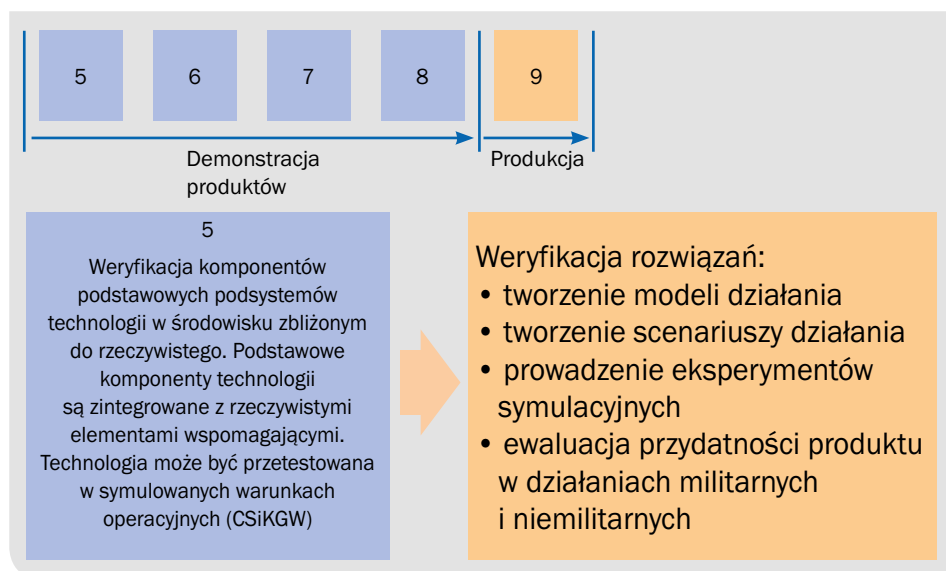 5 6 7 8 9
Demonstracja
produktów
Produkcja
5
Weryfikacja komponentów
podstawowych podsystemów
technologii w środowisku zbliżonym
do rzeczywistego. Podstawowe
komponenty technologii
są zintegrowane z rzeczywistymi
elementami wspomagającymi.
Technologia może być przetestowana
w symulowanych warunkach
operacyjnych (CSiKGW)
Weryfikacja rozwiązań:
• tworzenie modeli działania
• tworzenie scenariuszy działania
• prowadzenie eksperymentów
symulacyjnych
• ewaluacja przydatności produktu
w działaniach militarnych
i niemilitarnych